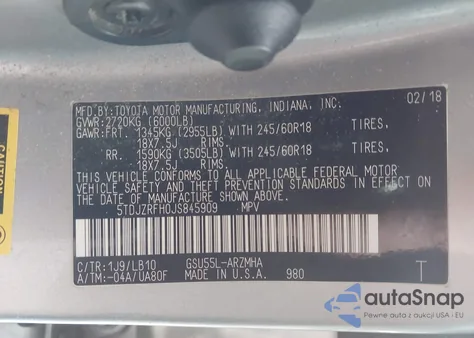 MFD. BY: TOYOTA MOTOR MANUFACTURING, INDIANA, INC. 02/18
GVWR: 2720KG (6000LB)
GAWR: FRT. 1345KG (2955LB) WITH 245/60R18 TIRES.
18X7.5J RIMS.
RR. 1590KG (3505LB) WITH 245/60R18 TIRES.
18X7.5J RIMS.
THIS VEHICLE CONFORMS TO ALL APPLICABLE FEDERAL MOTOR
VEHICLE SAFETY AND THEFT PREVENTION STANDARDS IN EFFECT ON
THE DATE OF MANUFACTURE SHOWN ABOVE.
5TDJZRFH0JS845909 MPV
C/TR: 1J9/LB10 GSU55L-ARZMHA
A/TM: -04A/UA80F MADE IN U.S.A. 980 T
CAUTION
autoSnap
Pewne auta z aukcji USA i EU